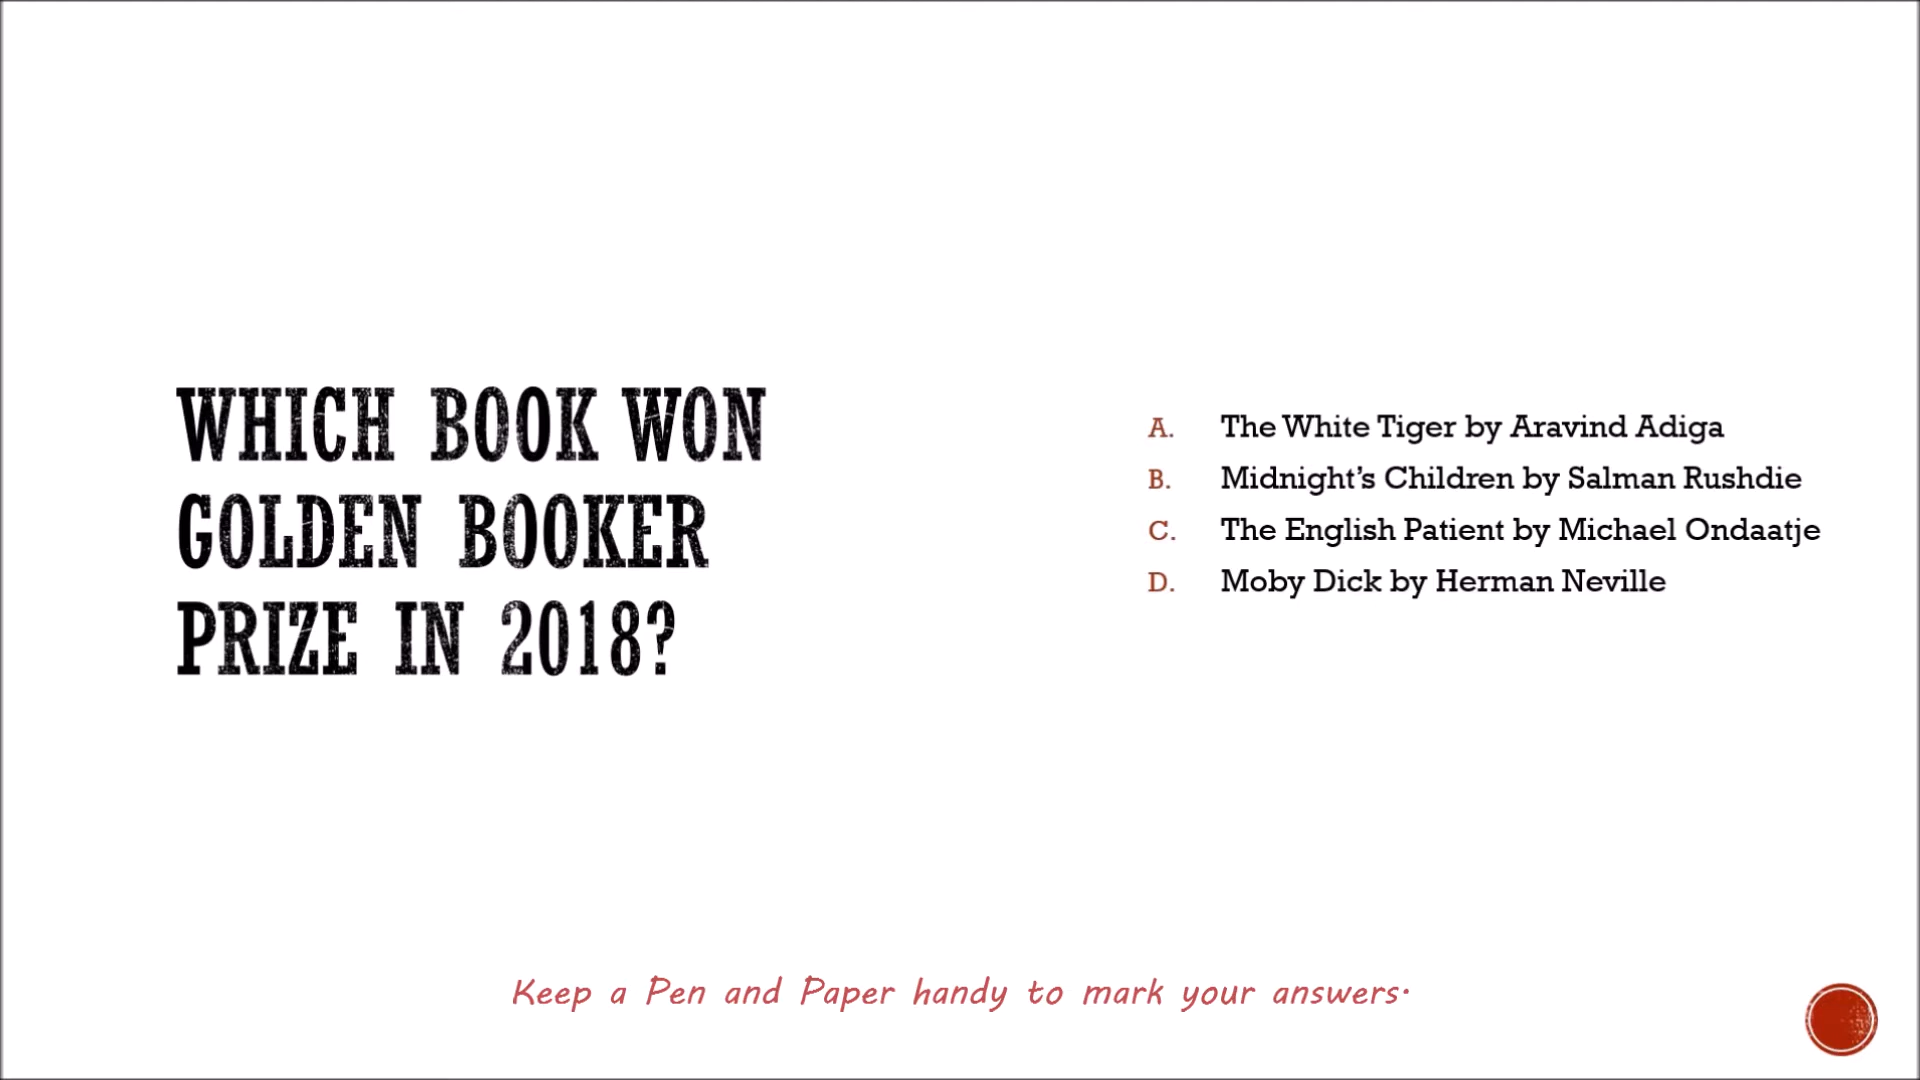 WHICH BOOK WON
GOLDEN BOOKER
PRIZE IN 2018?
A. The White Tiger by Aravind Adiga
B. Midnight’s Children by Salman Rushdie
C. The English Patient by Michael Ondaatje
D. Moby Dick by Herman Neville
Keep a Pen and Paper handy to mark your answers.